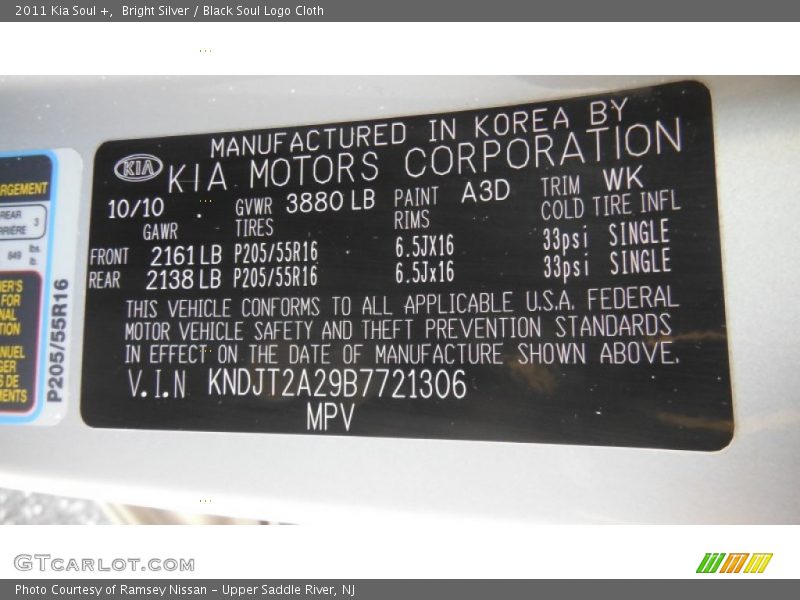 2011 Kia Soul +,  Bright Silver / Black Soul Logo Cloth
MANUFACTURED IN KOREA BY
KIA KIA MOTORS CORPORATION
10/10 GVWR 3880 LB PAINT A3D TRIM WK
GAWR TIRES RIMS COLD TIRE INFL
FRONT 2161 LB P205/55R16 6.5JX16 33psi SINGLE
REAR 2138 LB P205/55R16 6.5Jx16 33psi SINGLE
THIS VEHICLE CONFORMS TO ALL APPLICABLE U.S.A. FEDERAL
MOTOR VEHICLE SAFETY AND THEFT PREVENTION STANDARDS
IN EFFECT ON THE DATE OF MANUFACTURE SHOWN ABOVE.
V.I.N KNDJT2A29B7721306
MPV
REAR 3
849 lbs.
P205/55R16
GTCARLOT.COM
Photo Courtesy of Ramsey Nissan - Upper Saddle River, NJ